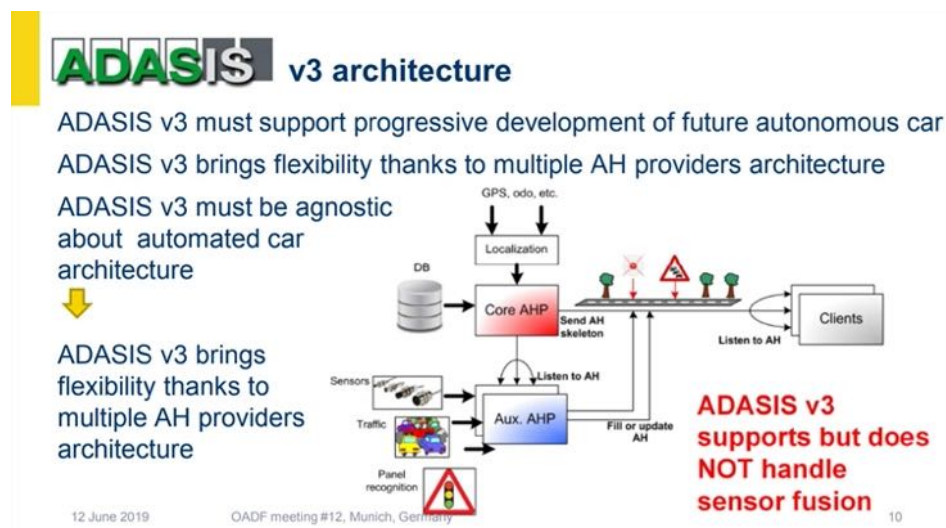 ADASIS v3 architecture
ADASIS v3 must support progressive development of future autonomous car
ADASIS v3 brings flexibility thanks to multiple AH providers architecture
ADASIS v3 must be agnostic
about automated car
architecture
ADASIS v3 brings
flexibility thanks to
multiple AH providers
architecture
GPS, odo, etc.
Localization
DB
Core AHP
Send AH
skeleton
Listen to AH
Clients
Sensors
Listen to AH
Traffic
Aux. AHP
Fill or update
AH
Panel
recognition
ADASIS v3
supports but does
NOT handle
sensor fusion
12 June 2019
OADF meeting #12, Munich, Germany
10